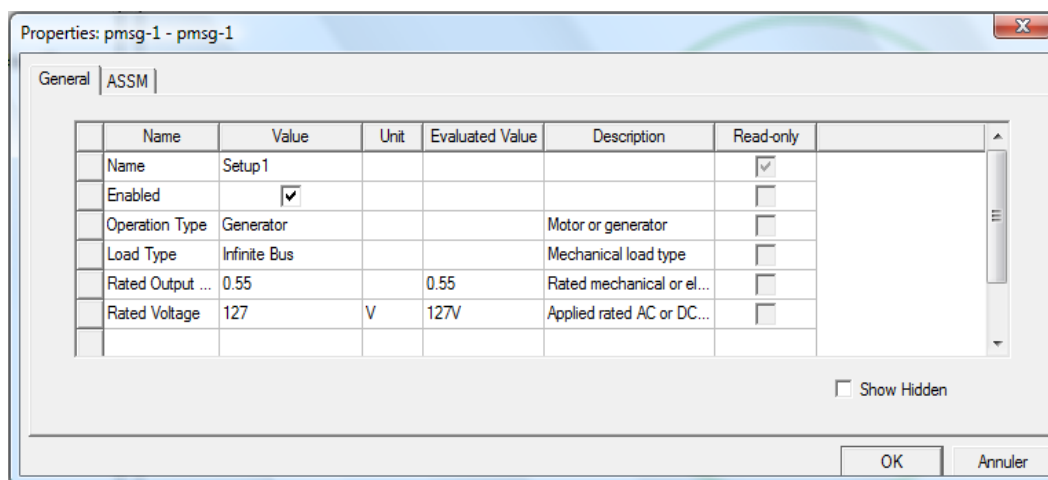 Properties: pmsg-1 - pmsg-1
General ASSM
Name Value Unit Evaluated Value Description Read-only
Name Setup1
Enabled
Operation Type Generator Motor or generator
Load Type Infinite Bus Mechanical load type
Rated Output ... 0.55 0.55 Rated mechanical or el...
Rated Voltage 127 V 127V Applied rated AC or DC...
Show Hidden
OK Annuler